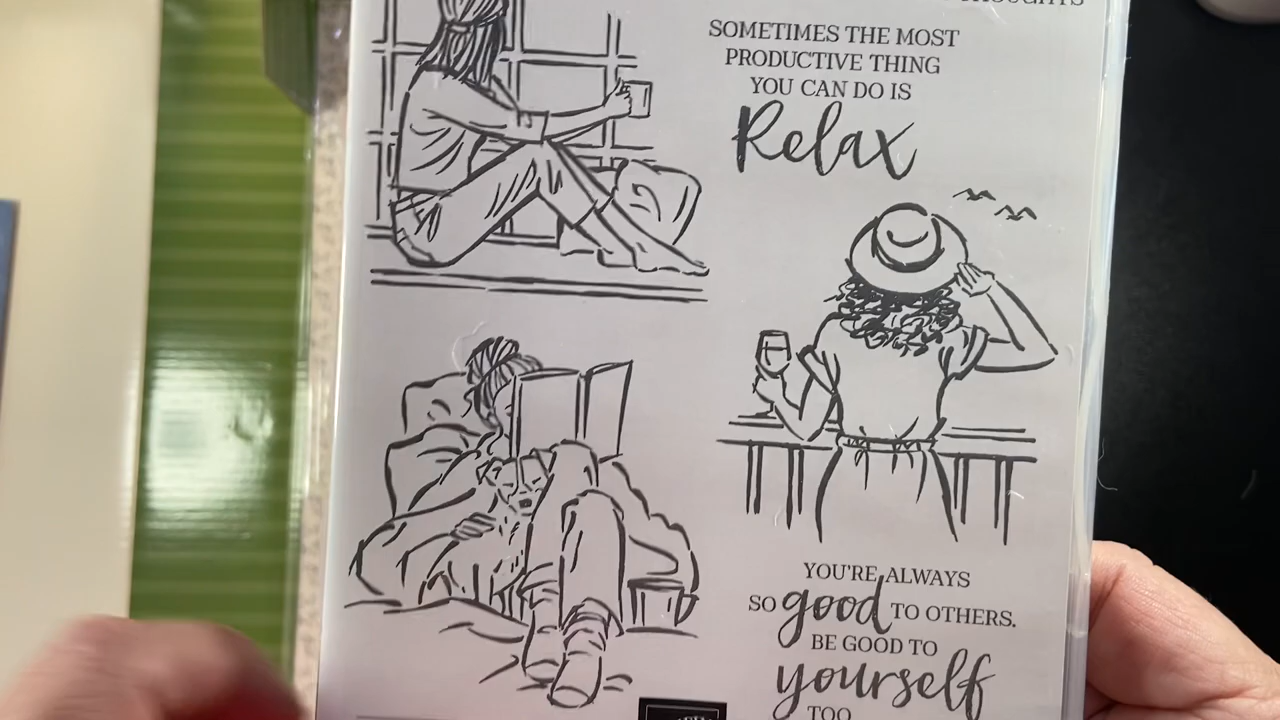 THOUGHTS
SOMETIMES THE MOST
PRODUCTIVE THING
YOU CAN DO IS
Relax
YOU'RE ALWAYS
SO good TO OTHERS.
BE GOOD TO
yourself
TOO